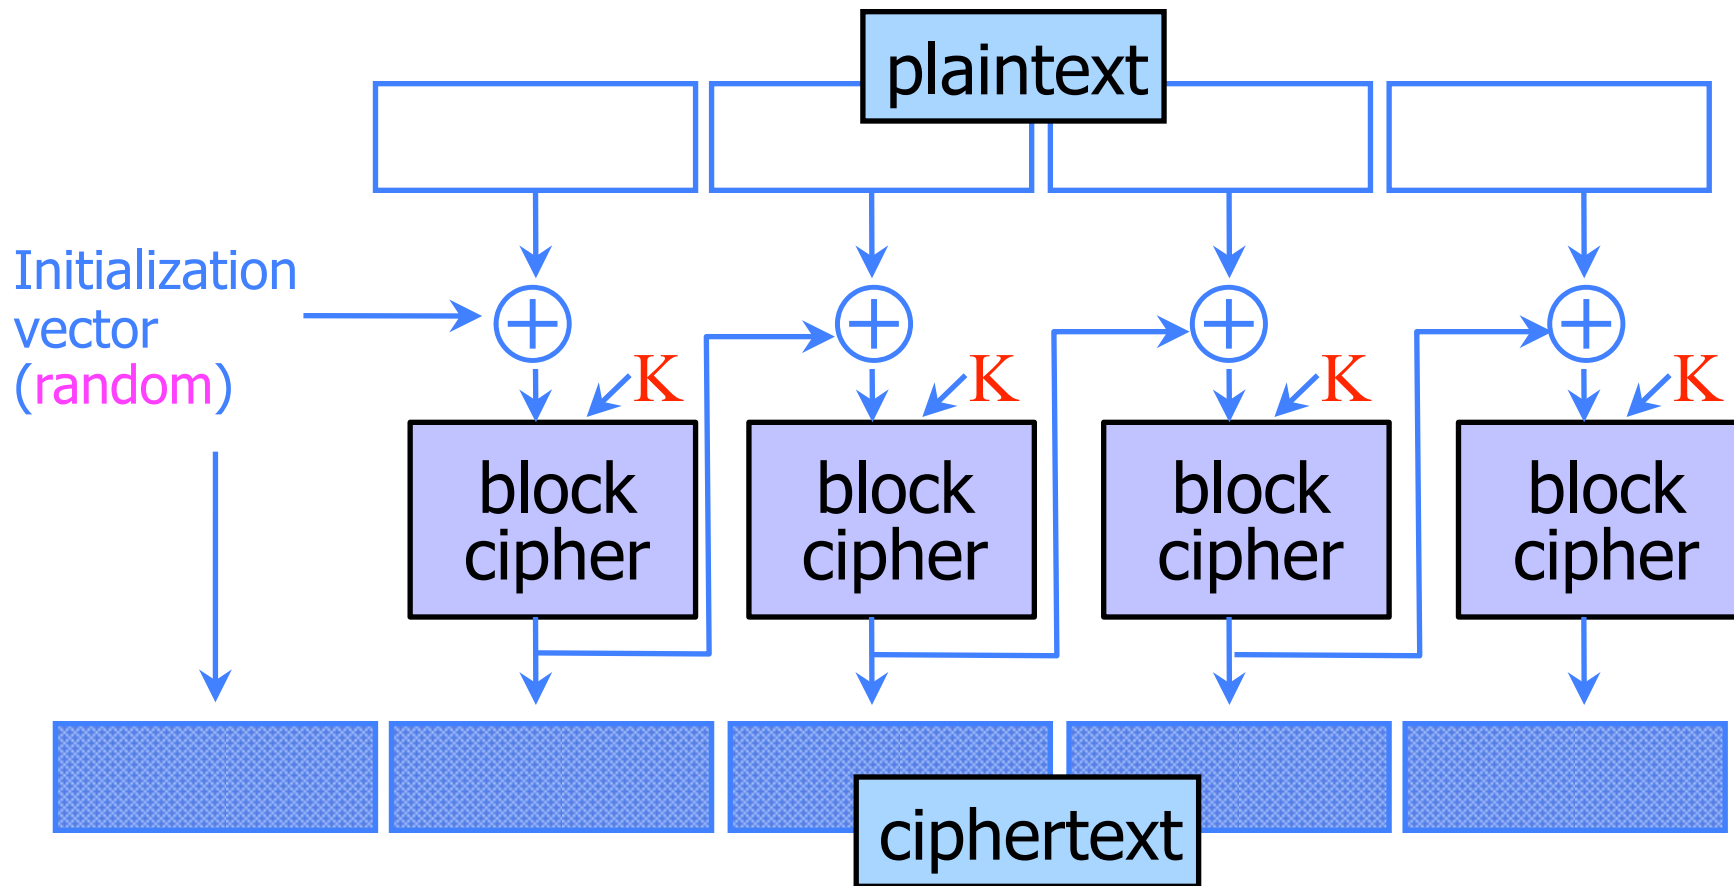 plaintext
Initialization
vector
(random)
K
K
K
K
block
cipher
block
cipher
block
cipher
block
cipher
ciphertext